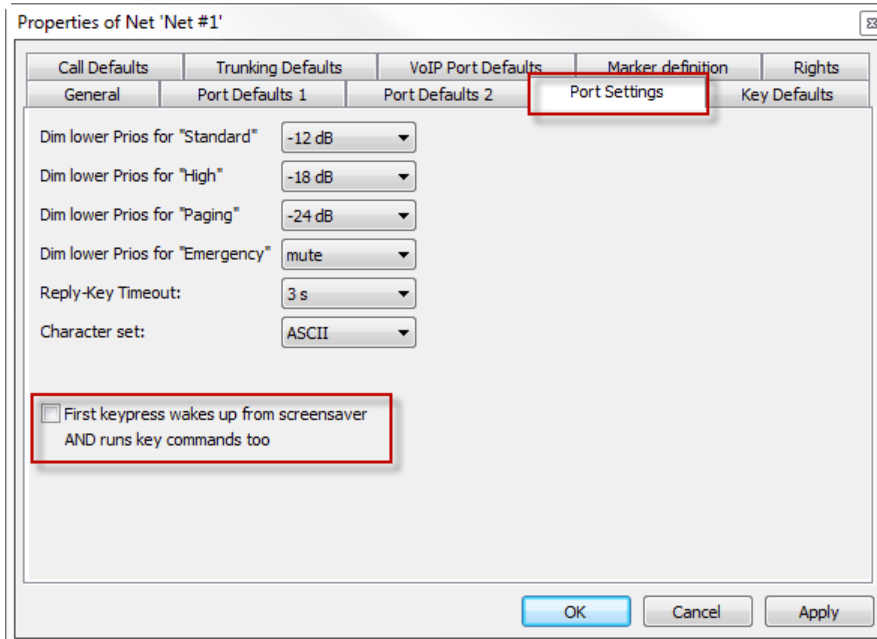 Properties of Net 'Net #1'
Call Defaults Trunking Defaults VoIP Port Defaults Marker definition Rights
General Port Defaults 1 Port Defaults 2 Port Settings Key Defaults
Dim lower Prios for "Standard" -12 dB
Dim lower Prios for "High" -18 dB
Dim lower Prios for "Paging" -24 dB
Dim lower Prios for "Emergency" mute
Reply-Key Timeout: 3 s
Character set: ASCII
First keypress wakes up from screensaver
AND runs key commands too
OK Cancel Apply